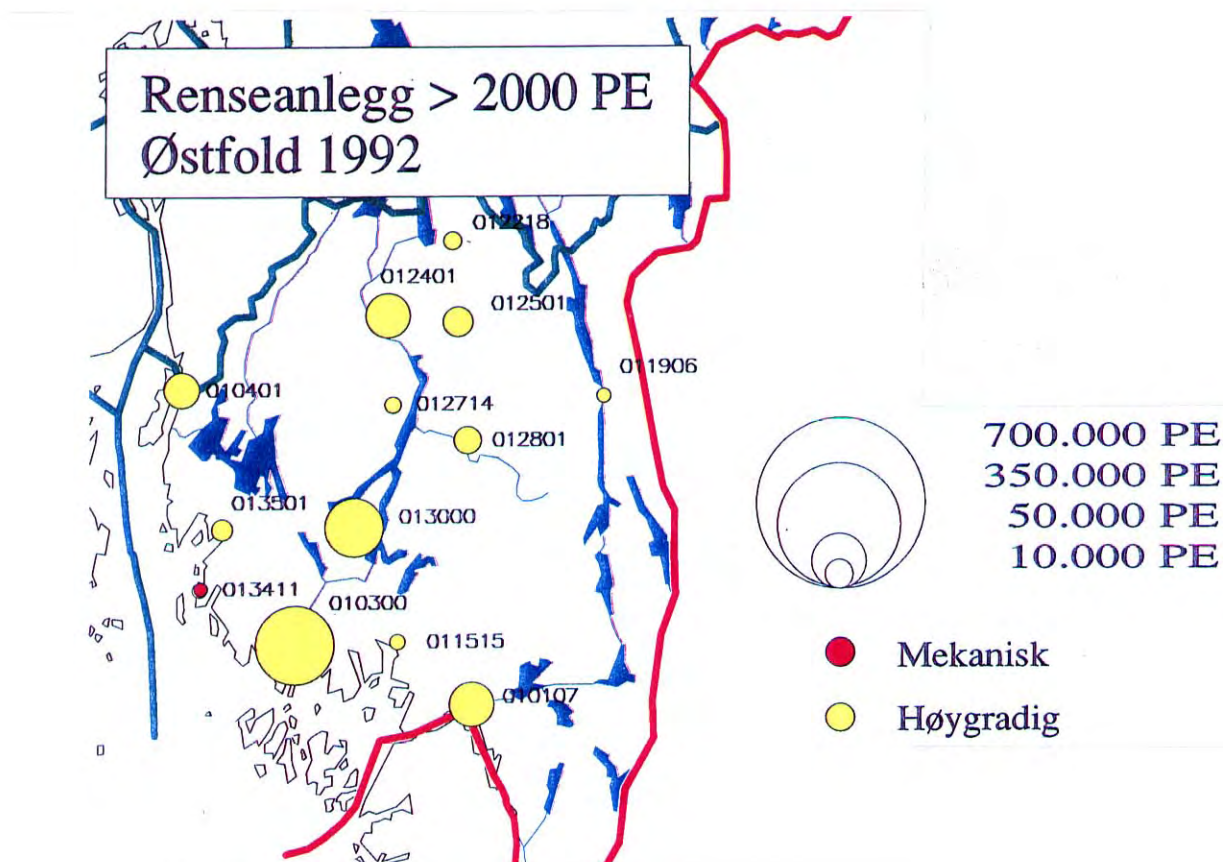 Renseanlegg > 2000 PE
Østfold 1992
012218
012401
012501
011906
010401
012714
012801
013501
013000
013411
010300
011515
010107
700.000 PE
350.000 PE
50.000 PE
10.000 PE
Mekanisk
Høygradig